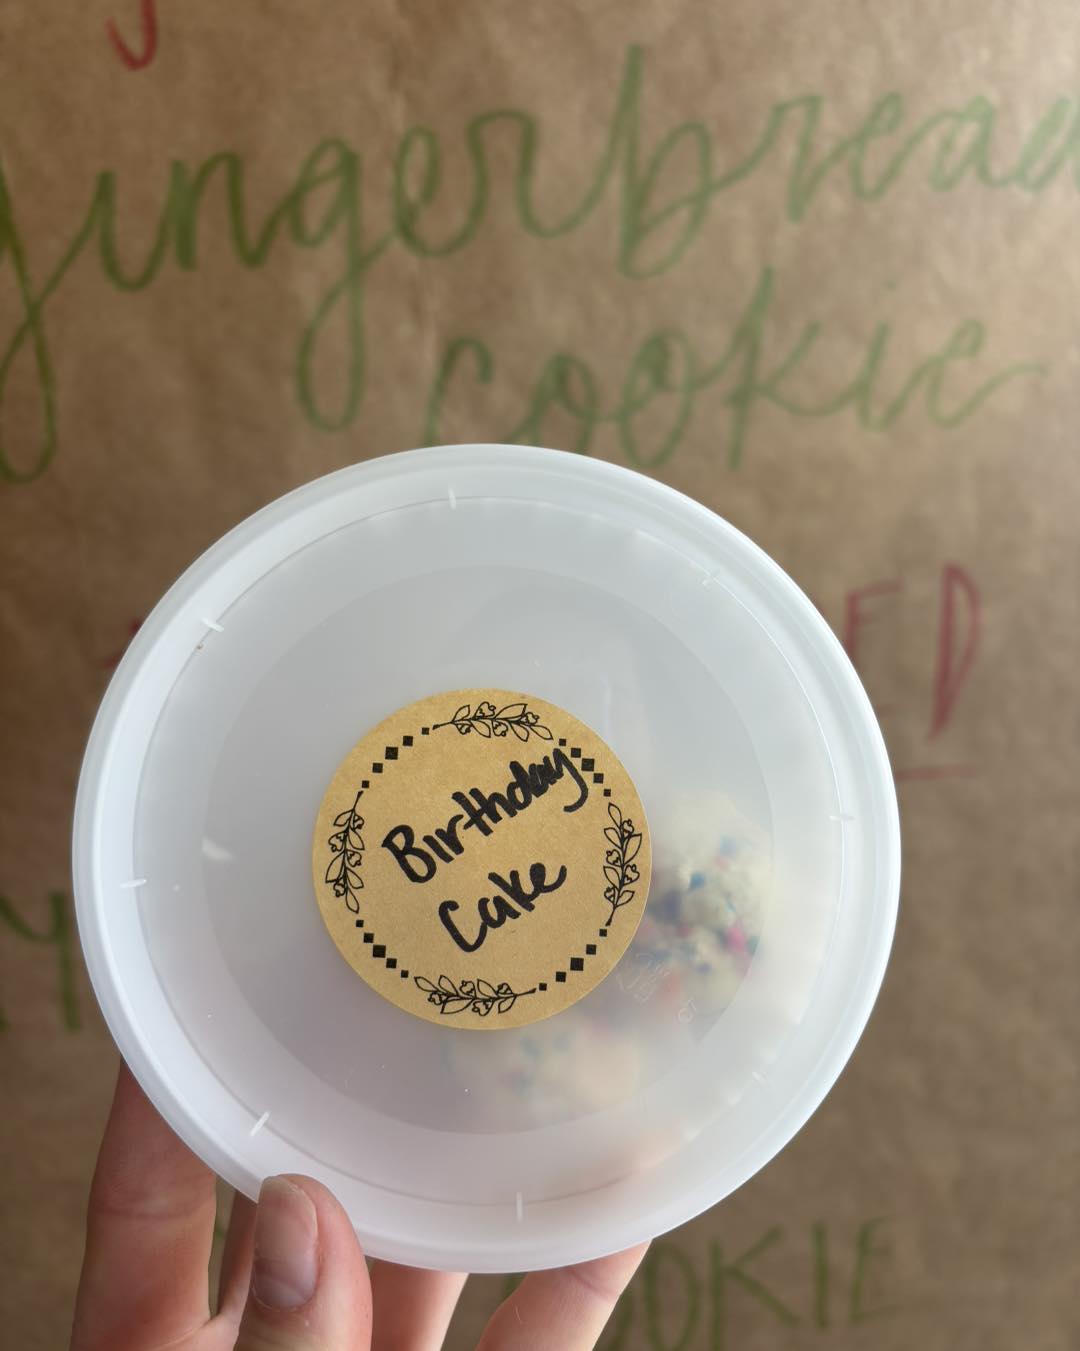 gingerbread
cookie
Birthday
Cake